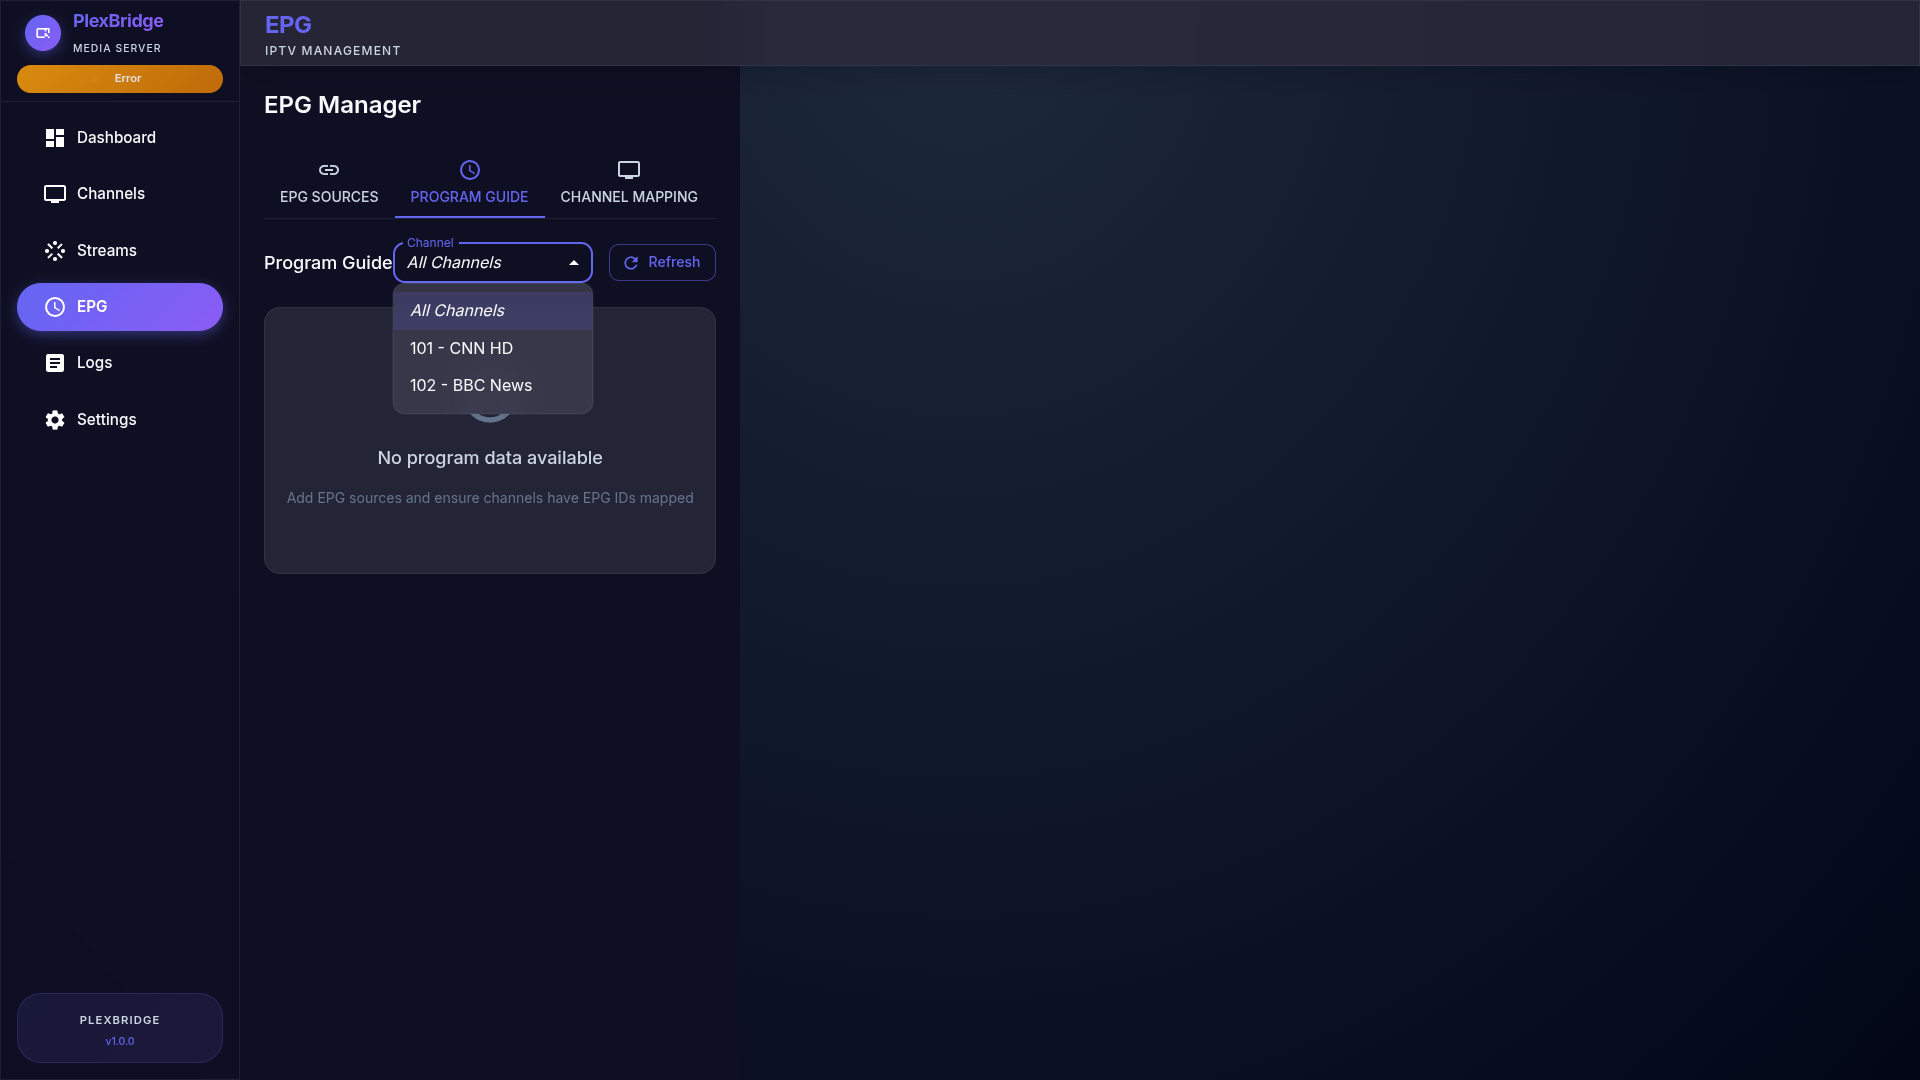 PlexBridge
MEDIA SERVER
Error
Dashboard
Channels
Streams
EPG
Logs
Settings
PLEXBRIDGE
v1.0.0
EPG
IPTV MANAGEMENT
EPG Manager
EPG SOURCES
PROGRAM GUIDE
CHANNEL MAPPING
Program Guide
Channel
All Channels
Refresh
All Channels
101 - CNN HD
102 - BBC News
No program data available
Add EPG sources and ensure channels have EPG IDs mapped